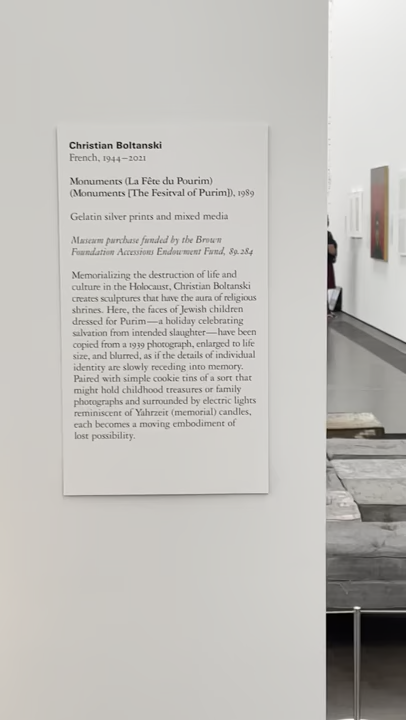 Christian Boltanski
French, 1944–2021
Monuments (La Fête du Pourim)
(Monuments [The Fesitval of Purim]), 1989
Gelatin silver prints and mixed media
Museum purchase funded by the Brown
Foundation Accessions Endowment Fund, 89.284
Memorializing the destruction of life and
culture in the Holocaust, Christian Boltanski
creates sculptures that have the aura of religious
shrines. Here, the faces of Jewish children
dressed for Purim—a holiday celebrating
salvation from intended slaughter—have been
copied from a 1939 photograph, enlarged to life
size, and blurred, as if the details of individual
identity are slowly receding into memory.
Paired with simple cookie tins of a sort that
might hold childhood treasures or family
photographs and surrounded by electric lights
reminiscent of Yahrzeit (memorial) candles,
each becomes a moving embodiment of
lost possibility.